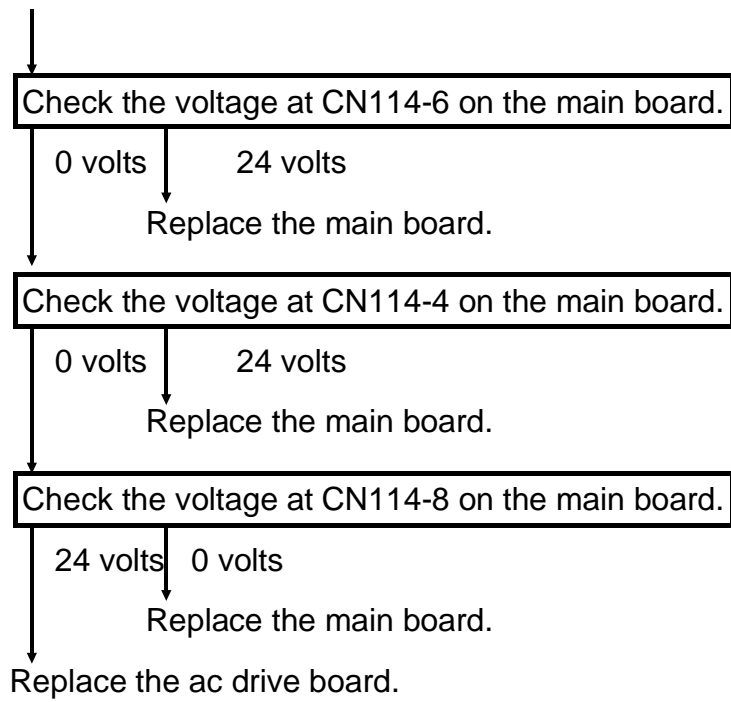 Check the voltage at CN114-6 on the main board.
0 volts 24 volts
Replace the main board.
Check the voltage at CN114-4 on the main board.
0 volts 24 volts
Replace the main board.
Check the voltage at CN114-8 on the main board.
24 volts 0 volts
Replace the main board.
Replace the ac drive board.